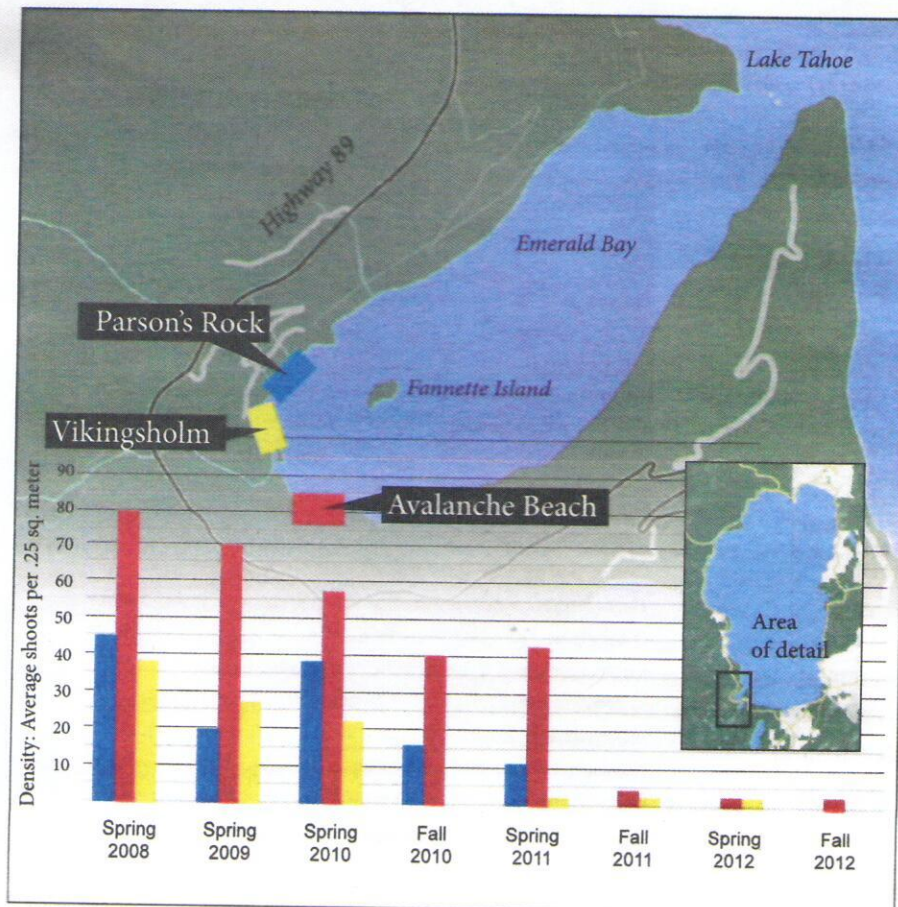 Lake Tahoe
Highway 89
Emerald Bay
Parson's Rock
Fannette Island
Vikingsholm
Avalanche Beach
Area
of detail
Density: Average shoots per .25 sq. meter
90
80
70
60
50
40
30
20
10
Spring
2008
Spring
2009
Spring
2010
Fall
2010
Spring
2011
Fall
2011
Spring
2012
Fall
2012